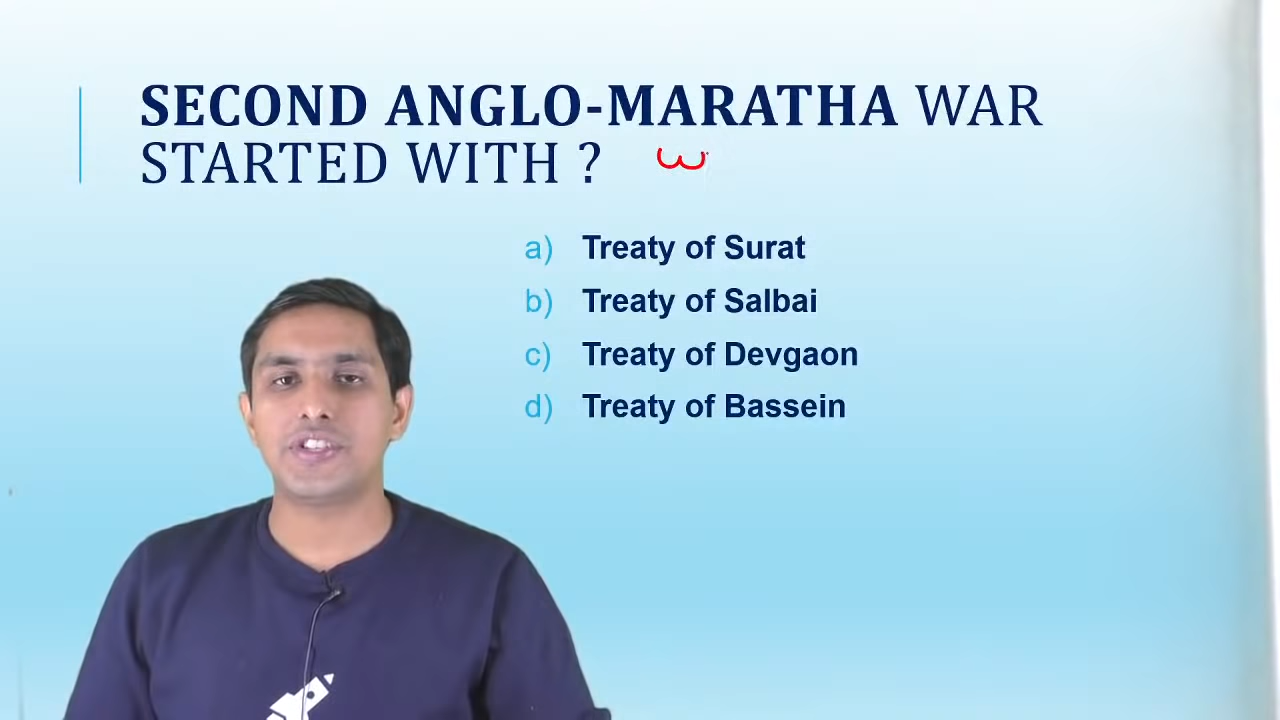 SECOND ANGLO-MARATHA WAR
STARTED WITH ? w
a) Treaty of Surat
b) Treaty of Salbai
c) Treaty of Devgaon
d) Treaty of Bassein